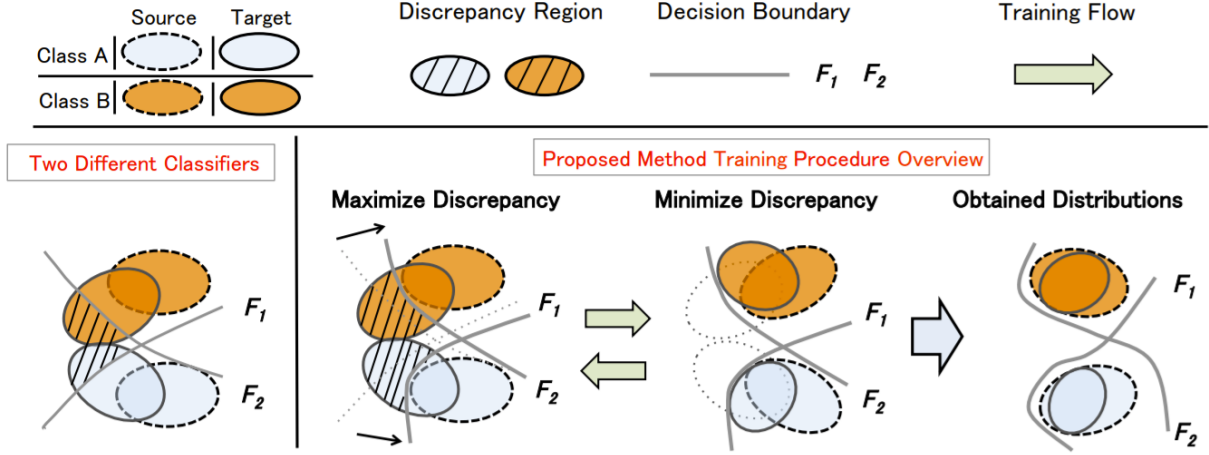 Source Target
Class A
Class B
Discrepancy Region
Decision Boundary
F1 F2
Training Flow
Two Different Classifiers
F1
F2
Proposed Method Training Procedure Overview
Maximize Discrepancy
F1
F2
Minimize Discrepancy
F1
F2
Obtained Distributions
F1
F2